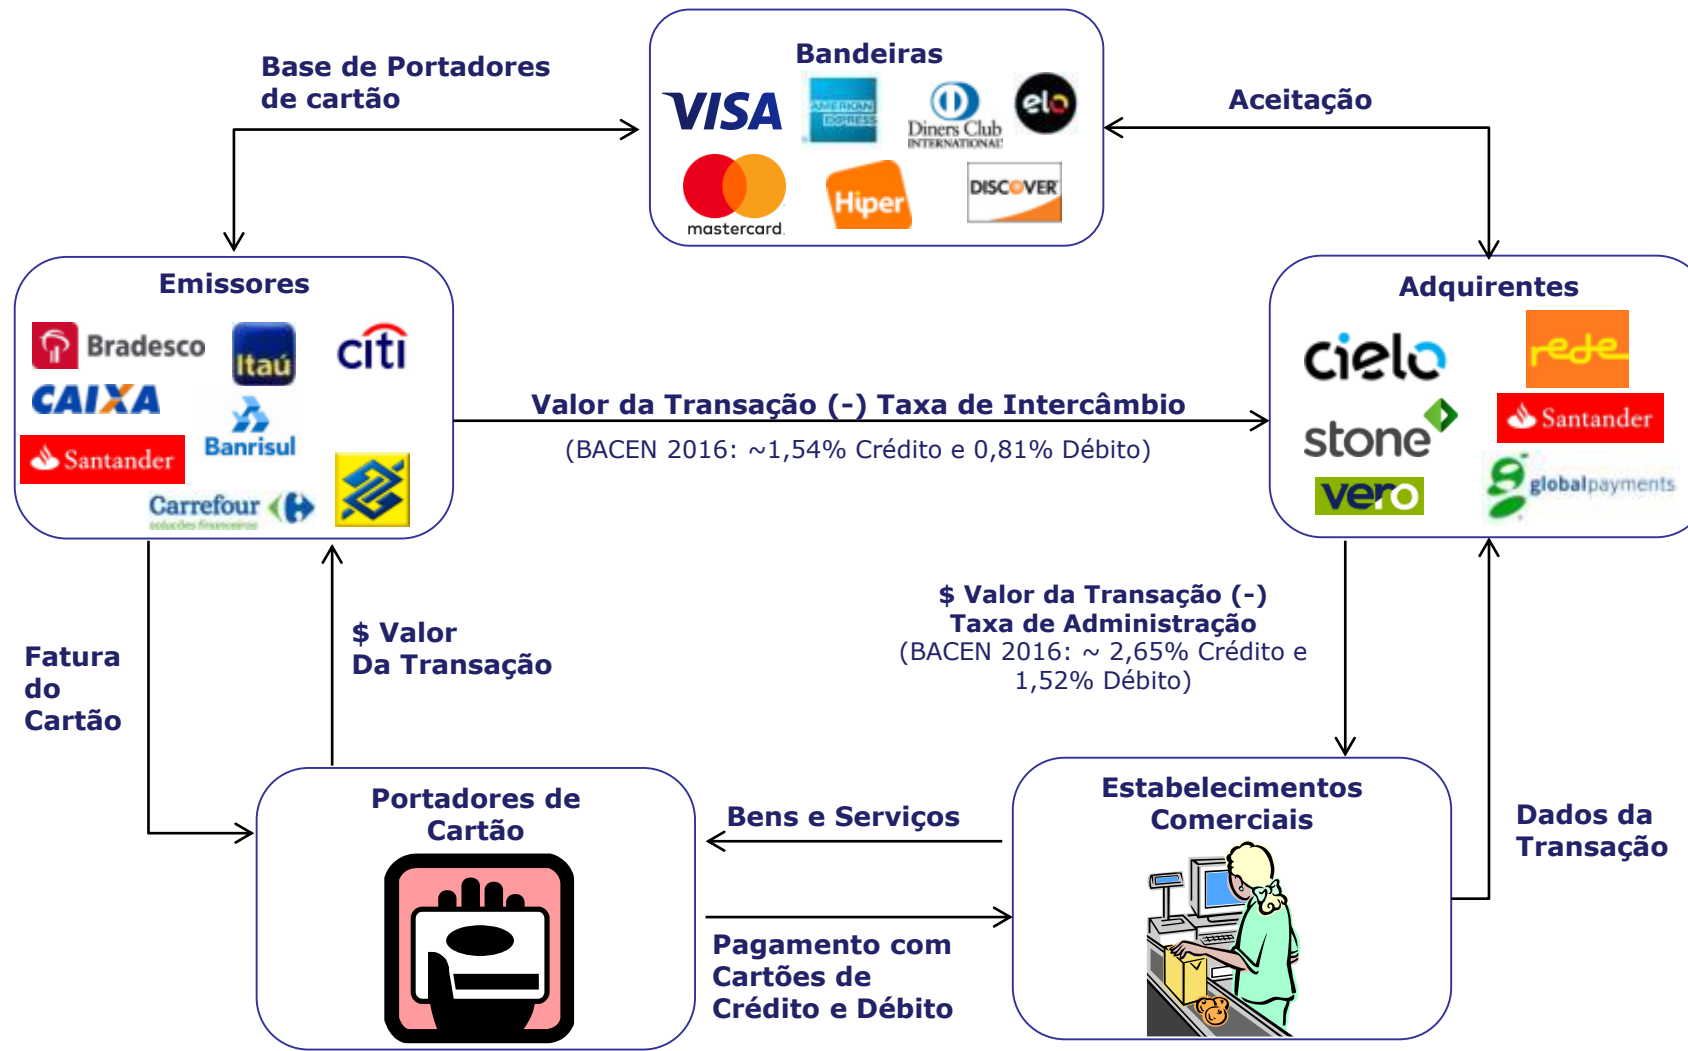 Bandeiras
VISA
AMERICAN
EXPRESS
Diners Club
INTERNATIONAL
elo
mastercard.
Hiper
DISCOVER
Base de Portadores
de cartão
Aceitação
Emissores
Bradesco
Itaú
citi
CAIXA
Banrisul
Santander
Carrefour
soluções financeiras
Adquirentes
cielo
rede
stone
Santander
vero
globalpayments
Valor da Transação (-) Taxa de Intercâmbio
(BACEN 2016: ~1,54% Crédito e 0,81% Débito)
$ Valor da Transação (-)
Taxa de Administração
(BACEN 2016: ~ 2,65% Crédito e
1,52% Débito)
Fatura
do
Cartão
$ Valor
Da Transação
Portadores de
Cartão
Bens e Serviços
Pagamento com
Cartões de
Crédito e Débito
Estabelecimentos
Comerciais
Dados da
Transação